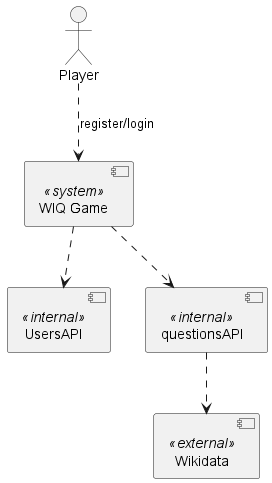 Player
register/login
«system»
WIQ Game
«internal»
UsersAPI
«internal»
questionsAPI
«external»
Wikidata